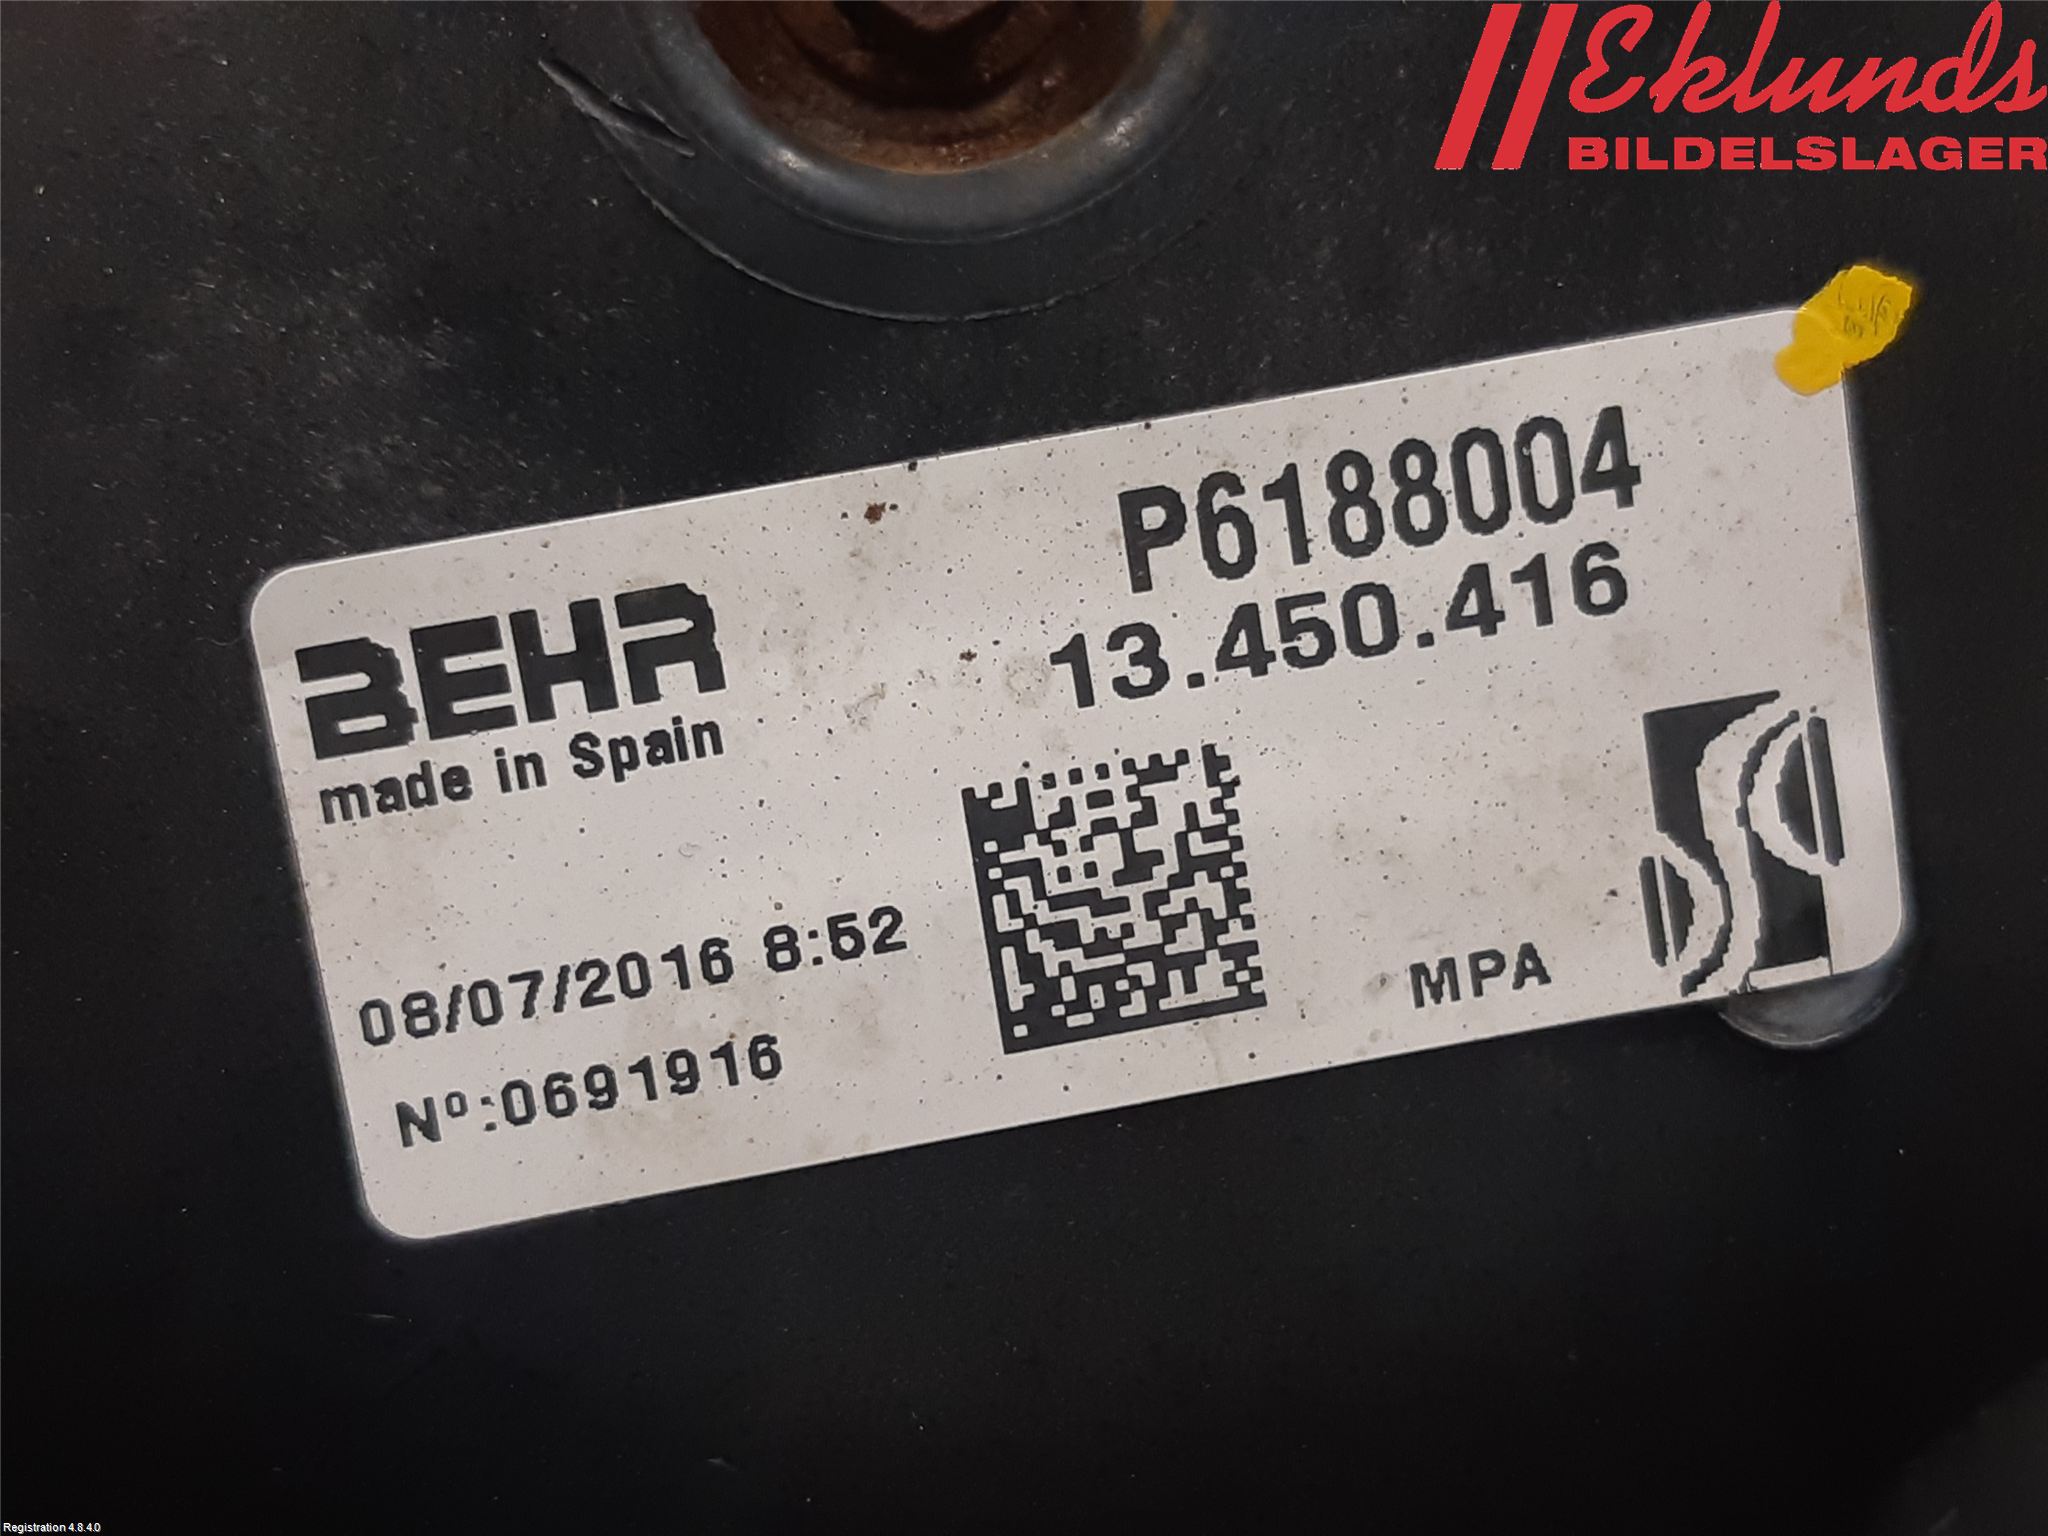 Eklunds
BILDELSLAGER
P6188004
13.450.416
BEHR
made in Spain
08/07/2016 8:52
Nº:0691916
MPA
Registration 4.8.4.0